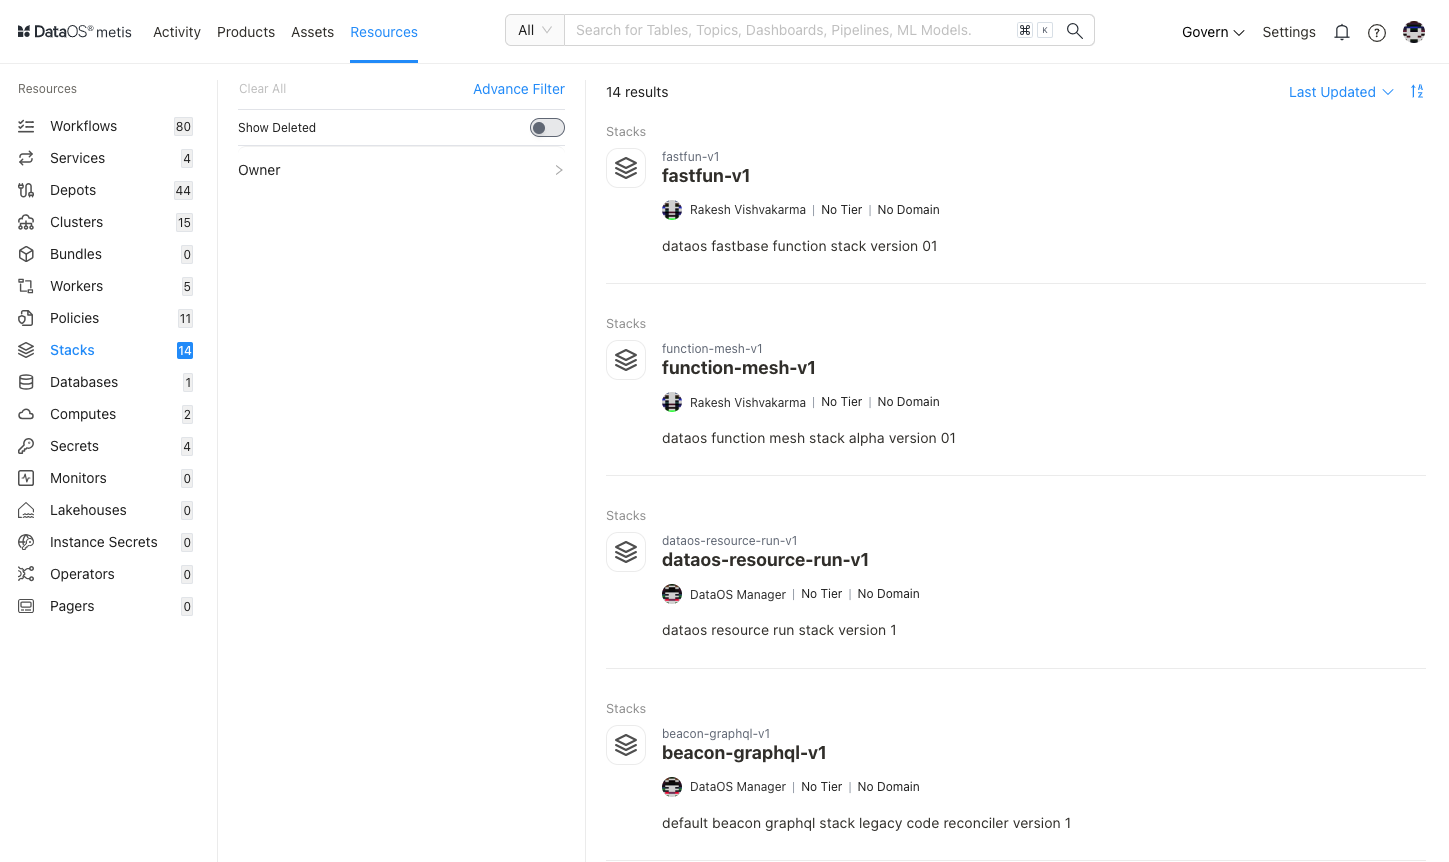 DataOS® metis Activity Products Assets Resources All Search for Tables, Topics, Dashboards, Pipelines, ML Models. ⌘ K Govern Settings
Resources
Workflows 80
Services 4
Depots 44
Clusters 15
Bundles 0
Workers 5
Policies 11
Stacks 14
Databases 1
Computes 2
Secrets 4
Monitors 0
Lakehouses 0
Instance Secrets 0
Operators 0
Pagers 0
Clear All Advance Filter
Show Deleted
Owner
14 results Last Updated
Stacks
fastfun-v1
fastfun-v1
Rakesh Vishvakarma | No Tier | No Domain
dataos fastbase function stack version 01
Stacks
function-mesh-v1
function-mesh-v1
Rakesh Vishvakarma | No Tier | No Domain
dataos function mesh stack alpha version 01
Stacks
dataos-resource-run-v1
dataos-resource-run-v1
DataOS Manager | No Tier | No Domain
dataos resource run stack version 1
Stacks
beacon-graphql-v1
beacon-graphql-v1
DataOS Manager | No Tier | No Domain
default beacon graphql stack legacy code reconciler version 1